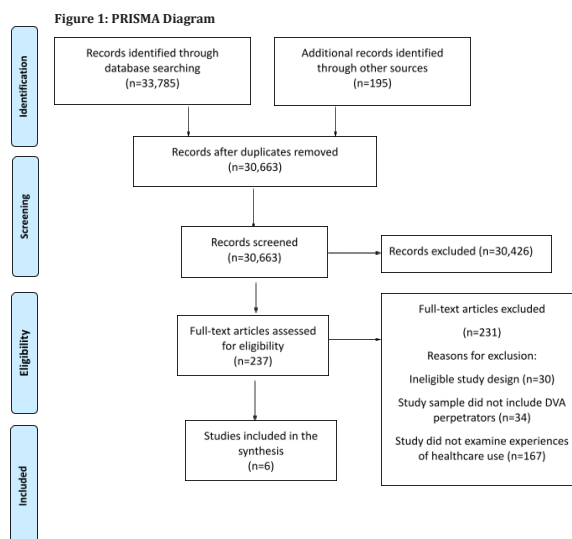 Figure 1: PRISMA Diagram
Identification
Records identified through
database searching
(n=33,785)
Additional records identified
through other sources
(n=195)
Records after duplicates removed
(n=30,663)
Screening
Records screened
(n=30,663)
Records excluded (n=30,426)
Eligibility
Full-text articles assessed
for eligibility
(n=237)
Full-text articles excluded
(n=231)
Reasons for exclusion:
Ineligible study design (n=30)
Study sample did not include DVA
perpetrators (n=34)
Study did not examine experiences
of healthcare use (n=167)
Included
Studies included in the
synthesis
(n=6)